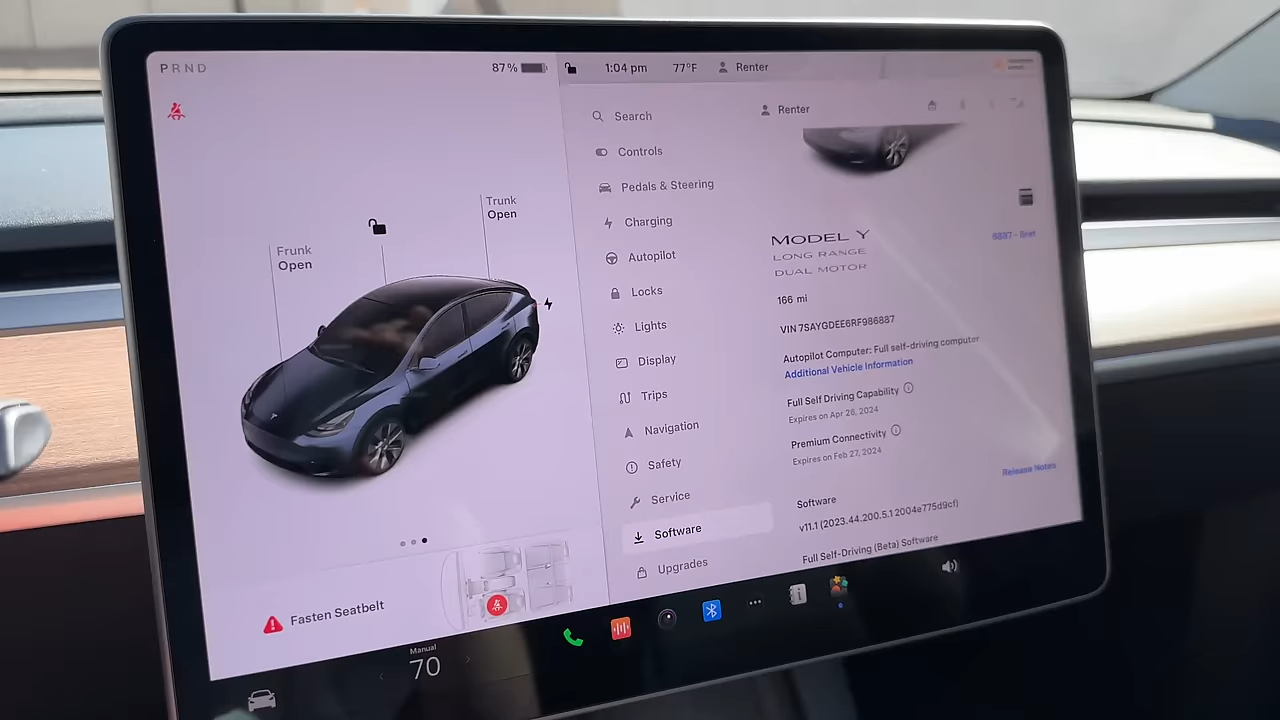 PRND
87%
1:04 pm
77°F
Renter
Frunk
Open
Trunk
Open
Fasten Seatbelt
Search
Controls
Pedals & Steering
Charging
Autopilot
Locks
Lights
Display
Trips
Navigation
Safety
Service
Software
Upgrades
Renter
MODEL Y
LONG RANGE
DUAL MOTOR
166 mi
VIN 7SAYGDEE6RF986887
Autopilot Computer: Full self-driving computer
Additional Vehicle Information
Full Self Driving Capability
Expires on Apr 26, 2024
Premium Connectivity
Expires on Feb 27, 2024
Release Notes
Software
v11.1 (2023.44.200.5.1 2004e775d9cf)
Full Self-Driving (Beta) Software
Manual
70